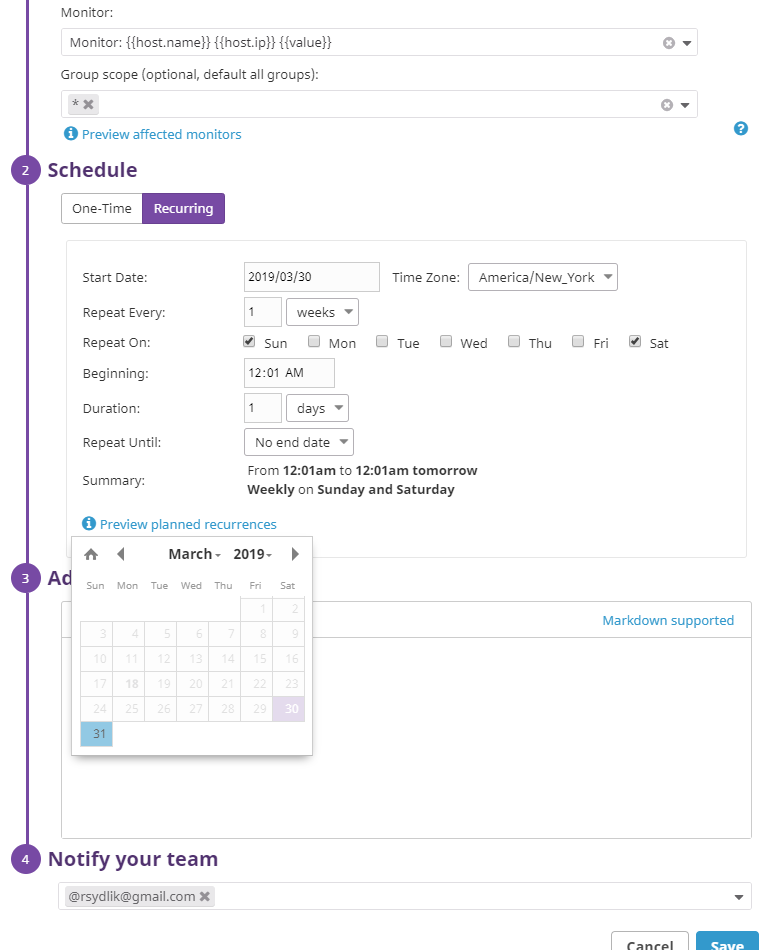 Monitor:
Monitor: {{host.name}} {{host.ip}} {{value}}
Group scope (optional, default all groups):
*
Preview affected monitors
?
2 Schedule
One-Time Recurring
Start Date: 2019/03/30 Time Zone: America/New_York
Repeat Every: 1 weeks
Repeat On: Sun Mon Tue Wed Thu Fri Sat
Beginning: 12:01 AM
Duration: 1 days
Repeat Until: No end date
Summary: From 12:01am to 12:01am tomorrow
Weekly on Sunday and Saturday
Preview planned recurrences
March 2019
3 Ad
Sun Mon Tue Wed Thu Fri Sat
1 2
Markdown supported
3 4 5 6 7 8 9
10 11 12 13 14 15 16
17 18 19 20 21 22 23
24 25 26 27 28 29 30
31
4 Notify your team
@rsydlik@gmail.com
Cancel Save